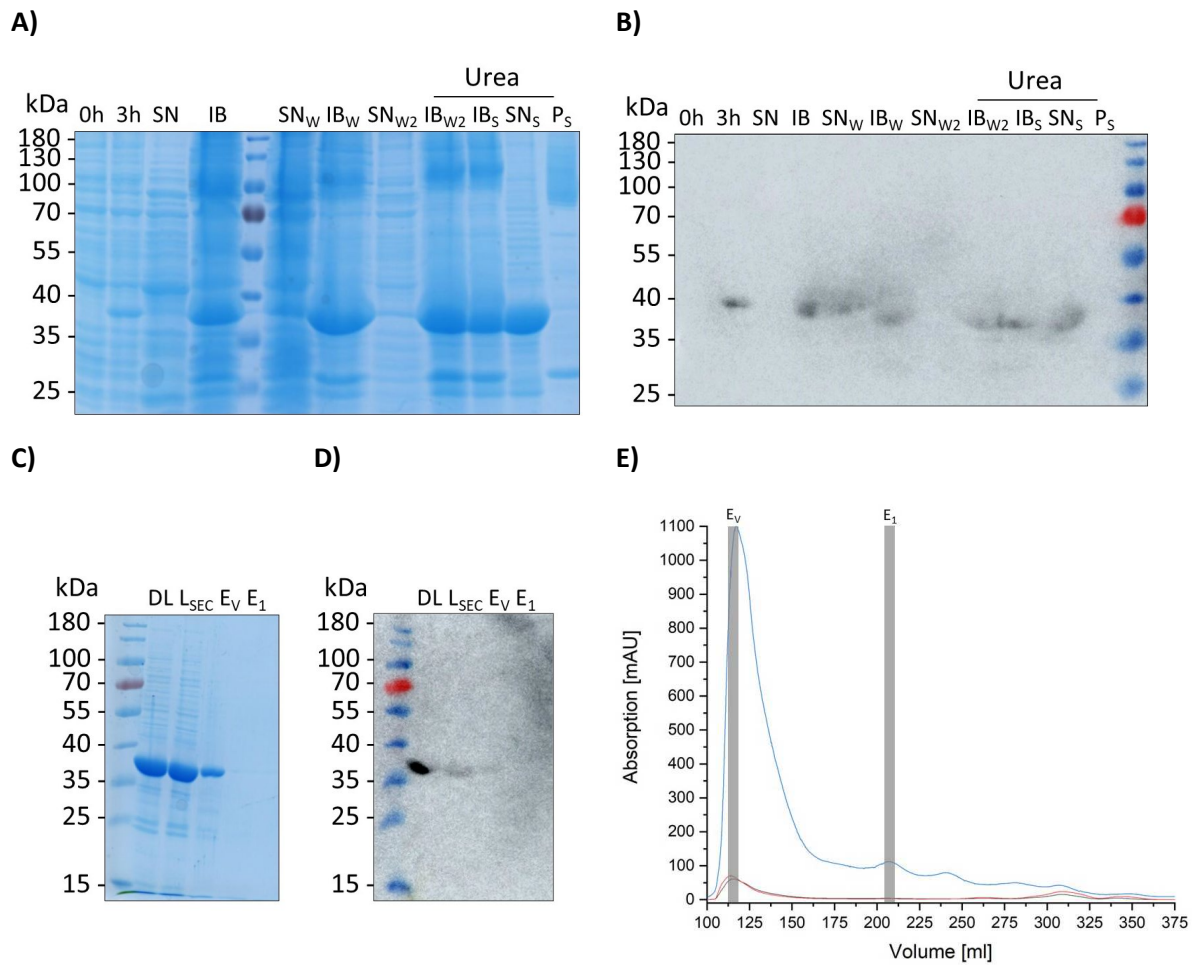 A)
Urea
kDa 0h 3h SN IB SNW IBW SNW2 IBW2 IBS SNS PS
180
130
100
70
55
40
35
25
B)
Urea
kDa 0h 3h SN IB SNW IBW SNW2 IBW2 IBS SNS PS
180
130
100
70
55
40
35
25
C)
kDa DL LSEC EV E1
180
100
70
55
40
35
25
15
D)
kDa DL LSEC EV E1
180
100
70
55
40
35
25
15
E)
EV E1
1100
1000
900
800
700
600
500
400
300
200
100
0
Absorption [mAU]
100 125 150 175 200 225 250 275 300 325 350 375
Volume [ml]